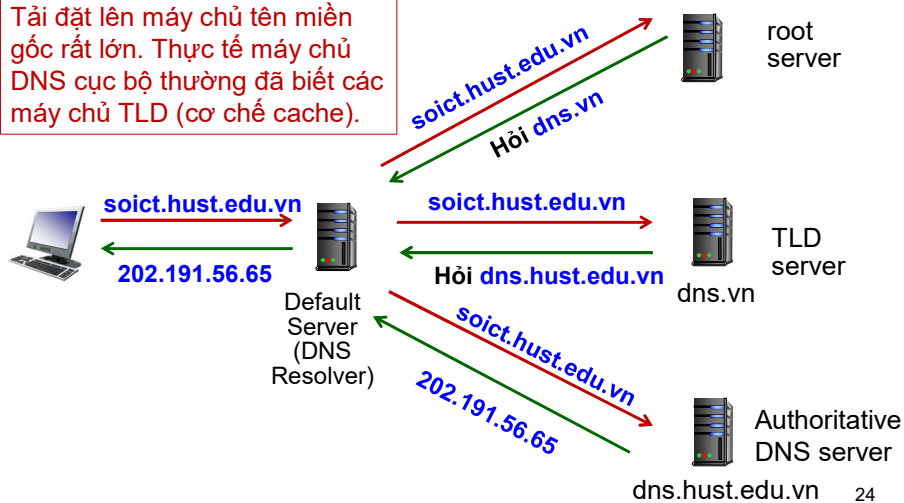 Tải đặt lên máy chủ tên miền
gốc rất lớn. Thực tế máy chủ
DNS cục bộ thường đã biết các
máy chủ TLD (cơ chế cache).
soict.hust.edu.vn
Hỏi dns.vn
root
server
soict.hust.edu.vn
202.191.56.65
Default
Server
(DNS
Resolver)
soict.hust.edu.vn
Hỏi dns.hust.edu.vn
TLD
server
dns.vn
soict.hust.edu.vn
202.191.56.65
Authoritative
DNS server
dns.hust.edu.vn
24